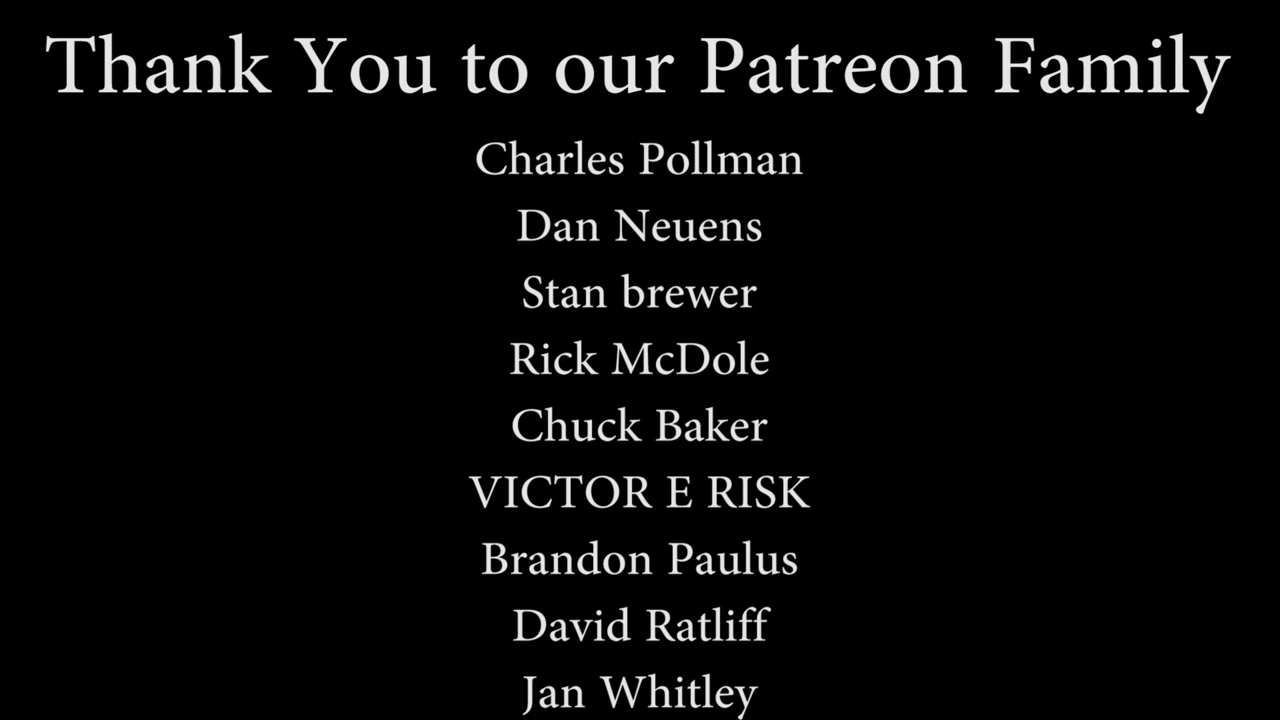 Thank You to our Patreon Family
Charles Pollman
Dan Neuens
Stan brewer
Rick McDole
Chuck Baker
VICTOR E RISK
Brandon Paulus
David Ratliff
Jan Whitley